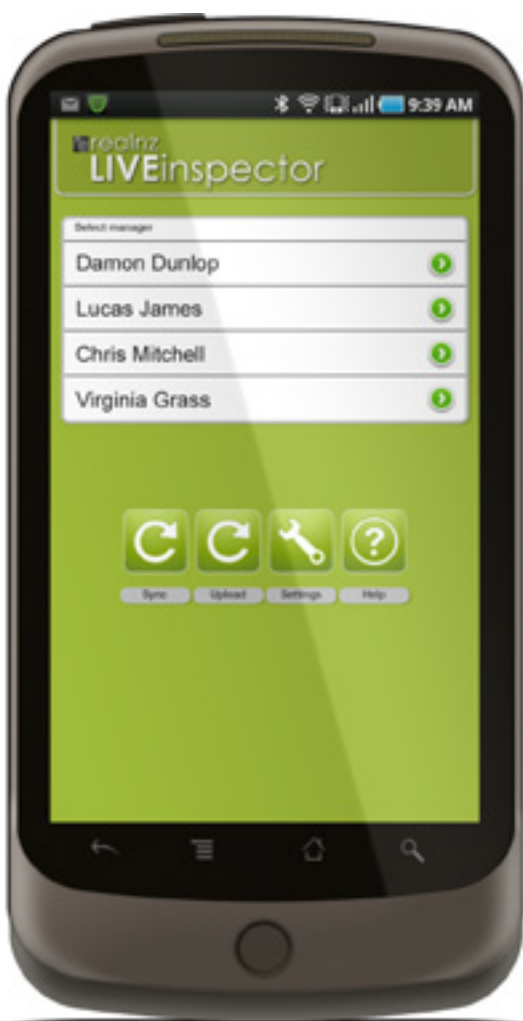 9:39 AM
realnz
LIVEinspector
Select manager
Damon Dunlop
Lucas James
Chris Mitchell
Virginia Grass
Sync Upload Settings Help